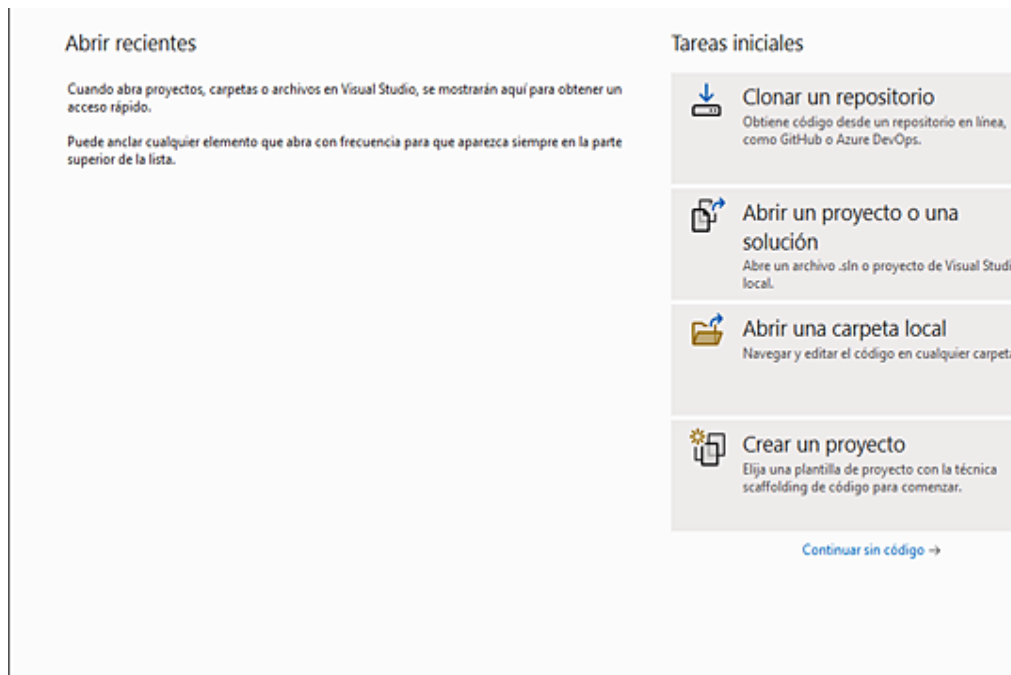 Abrir recientes
Cuando abra proyectos, carpetas o archivos en Visual Studio, se mostrarán aquí para obtener un
acceso rápido.
Puede anclar cualquier elemento que abra con frecuencia para que aparezca siempre en la parte
superior de la lista.
Tareas iniciales
Clonar un repositorio
Obtiene código desde un repositorio en línea,
como GitHub o Azure DevOps.
Abrir un proyecto o una
solución
Abre un archivo .sln o proyecto de Visual Studi
local.
Abrir una carpeta local
Navegar y editar el código en cualquier carpeta
Crear un proyecto
Elija una plantilla de proyecto con la técnica
scaffolding de código para comenzar.
Continuar sin código →